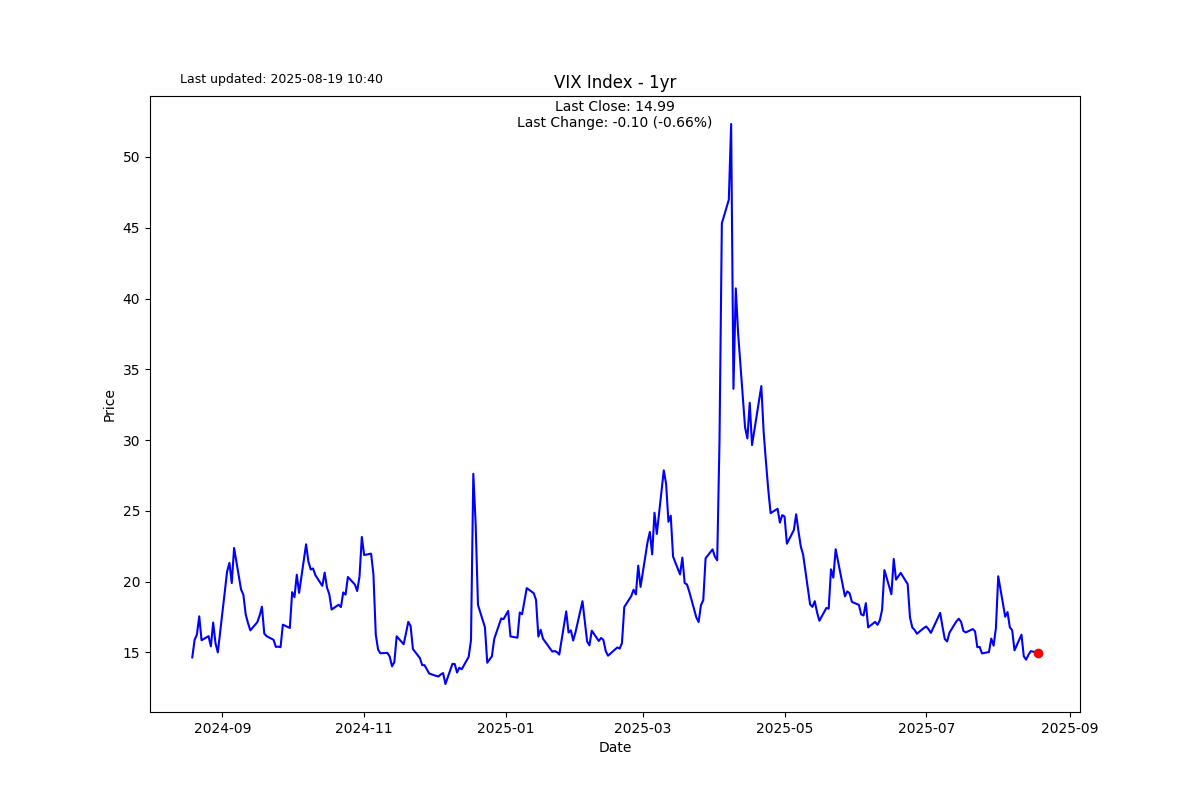 Last updated: 2025-08-19 10:40
VIX Index - 1yr
Last Close: 14.99
Last Change: -0.10 (-0.66%)
50
45
40
35
30
25
20
15
Price
2024-09 2024-11 2025-01 2025-03 2025-05 2025-07 2025-09
Date